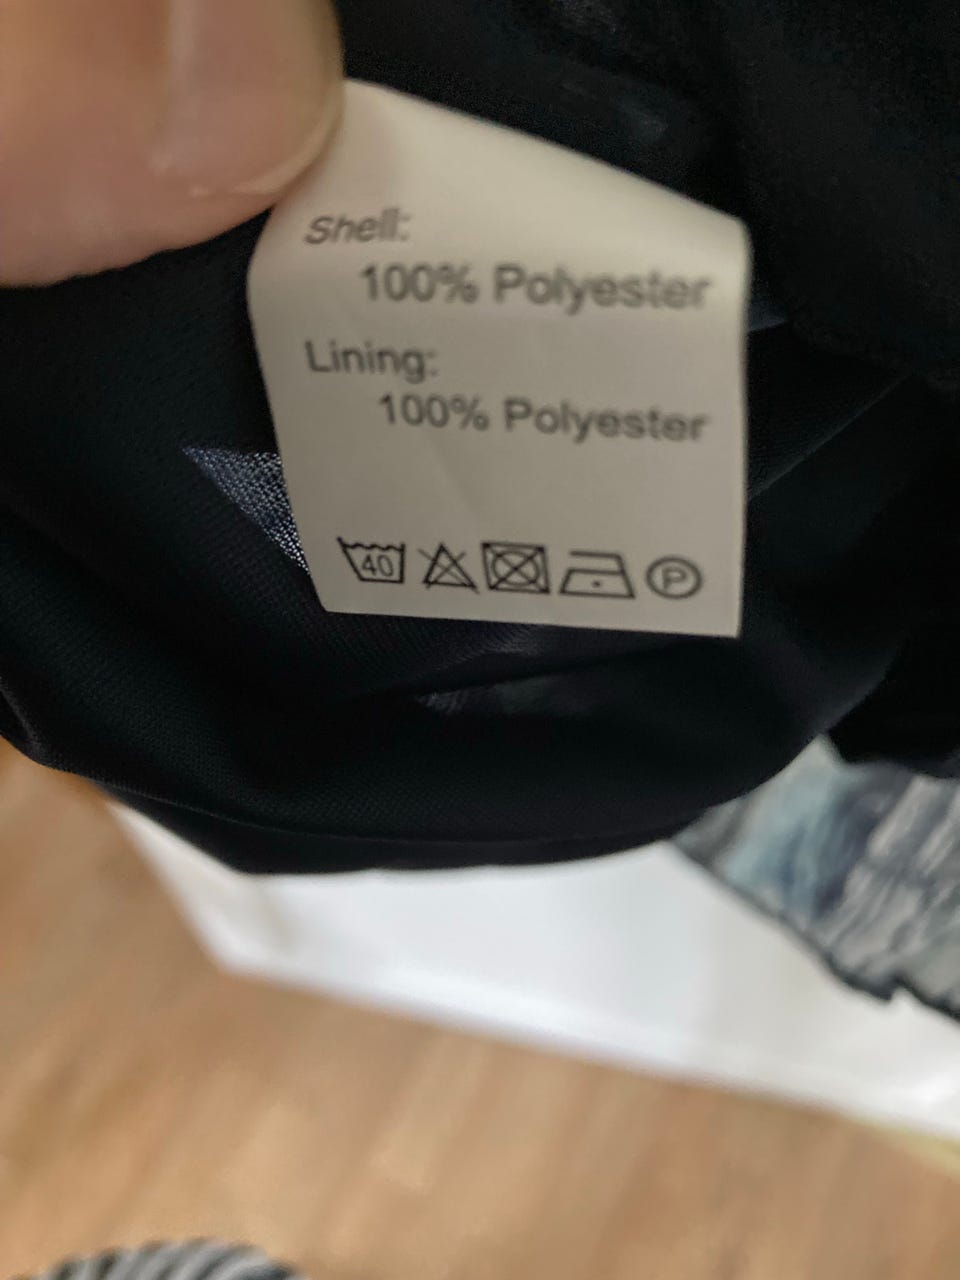 Shell:
100% Polyester
Lining:
100% Polyester
40 P